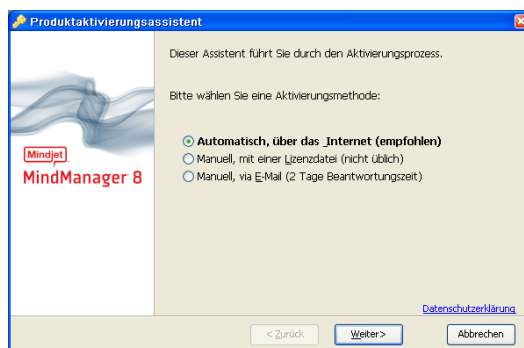 Produktaktivierungsassistent
Dieser Assistent führt Sie durch den Aktivierungsprozess.
Bitte wählen Sie eine Aktivierungsmethode:
Automatisch, über das Internet (empfohlen)
Manuell, mit einer Lizenzdatei (nicht üblich)
Manuell, via E-Mail (2 Tage Beantwortungszeit)
Mindjet
MindManager 8
Datenschutzerklärung
< Zurück
Weiter>
Abbrechen